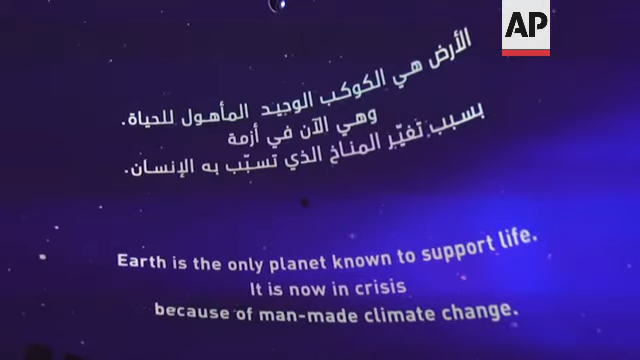 AP
الأرض هي الكوكب الوحيد المأهول للحياة.
وهي الآن في أزمة
بسبب تغيّر المناخ الذي تسبّب به الإنسان.
Earth is the only planet known to support life.
It is now in crisis
because of man-made climate change.